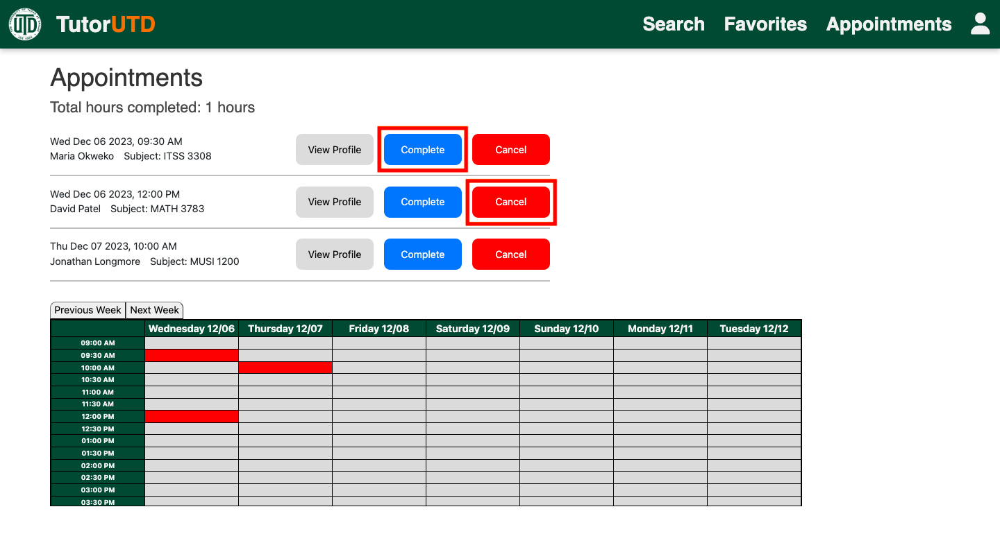 UTD
TutorUTD
Search Favorites Appointments
Appointments
Total hours completed: 1 hours
Wed Dec 06 2023, 09:30 AM
Maria Okweko Subject: ITSS 3308
View Profile Complete Cancel
Wed Dec 06 2023, 12:00 PM
David Patel Subject: MATH 3783
View Profile Complete Cancel
Thu Dec 07 2023, 10:00 AM
Jonathan Longmore Subject: MUSI 1200
View Profile Complete Cancel
Previous Week Next Week
Wednesday 12/06 Thursday 12/07 Friday 12/08 Saturday 12/09 Sunday 12/10 Monday 12/11 Tuesday 12/12
09:00 AM
09:30 AM
10:00 AM
10:30 AM
11:00 AM
11:30 AM
12:00 PM
12:30 PM
01:00 PM
01:30 PM
02:00 PM
02:30 PM
03:00 PM
03:30 PM